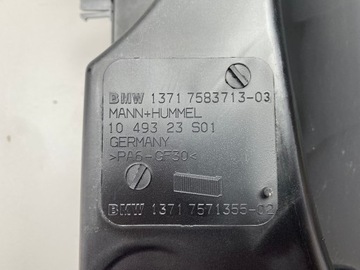 BMW 1371 7583713-03
MANN+HUMMEL
10 493 23 S01
GERMANY
>PA6-GF30<
BMW 1371 7571355-02